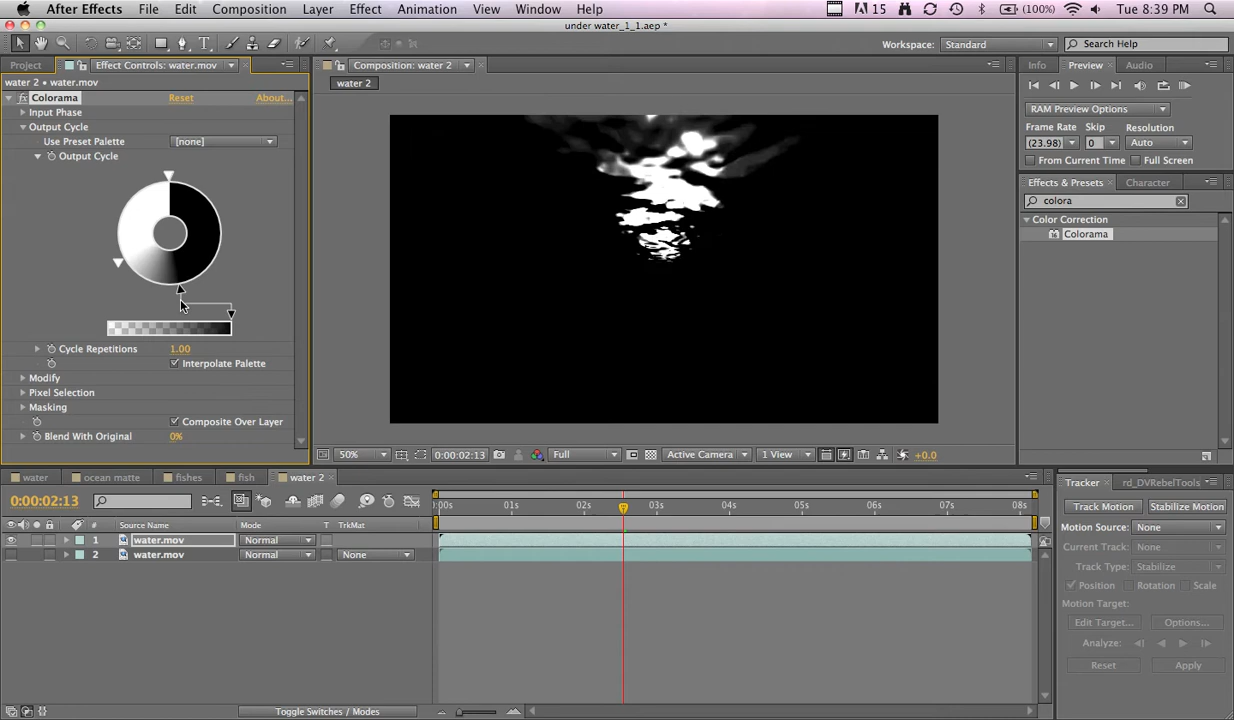 After Effects File Edit Composition Layer Effect Animation View Window Help 15 (100%) Tue 8:39 PM
under water_1_1.aep *
Workspace: Standard Search Help
Project Effect Controls: water.mov Composition: water 2 Info Preview Audio
water 2 • water.mov
water 2
Colorama Reset About...
Input Phase
Output Cycle
Use Preset Palette [none]
Output Cycle
Cycle Repetitions 1.00
Interpolate Palette
Modify
Pixel Selection
Masking
Composite Over Layer
Blend With Original 0%
RAM Preview Options
Frame Rate Skip Resolution
(23.98) 0 Auto
From Current Time Full Screen
Effects & Presets Character
colora
Color Correction
16 Colorama
50% 0:00:02:13 Full Active Camera 1 View +0.0
water ocean matte fishes fish water 2
0:00:02:13
:00s 01s 02s 03s 04s 05s 06s 07s 08s
# Source Name Mode T TrkMat
1 water.mov Normal
2 water.mov Normal None
Toggle Switches / Modes
Tracker rd_DVRebelTools
Track Motion Stabilize Motion
Motion Source: None
Current Track: None
Track Type: Stabilize
Position Rotation Scale
Motion Target:
Edit Target... Options...
Analyze:
Reset Apply